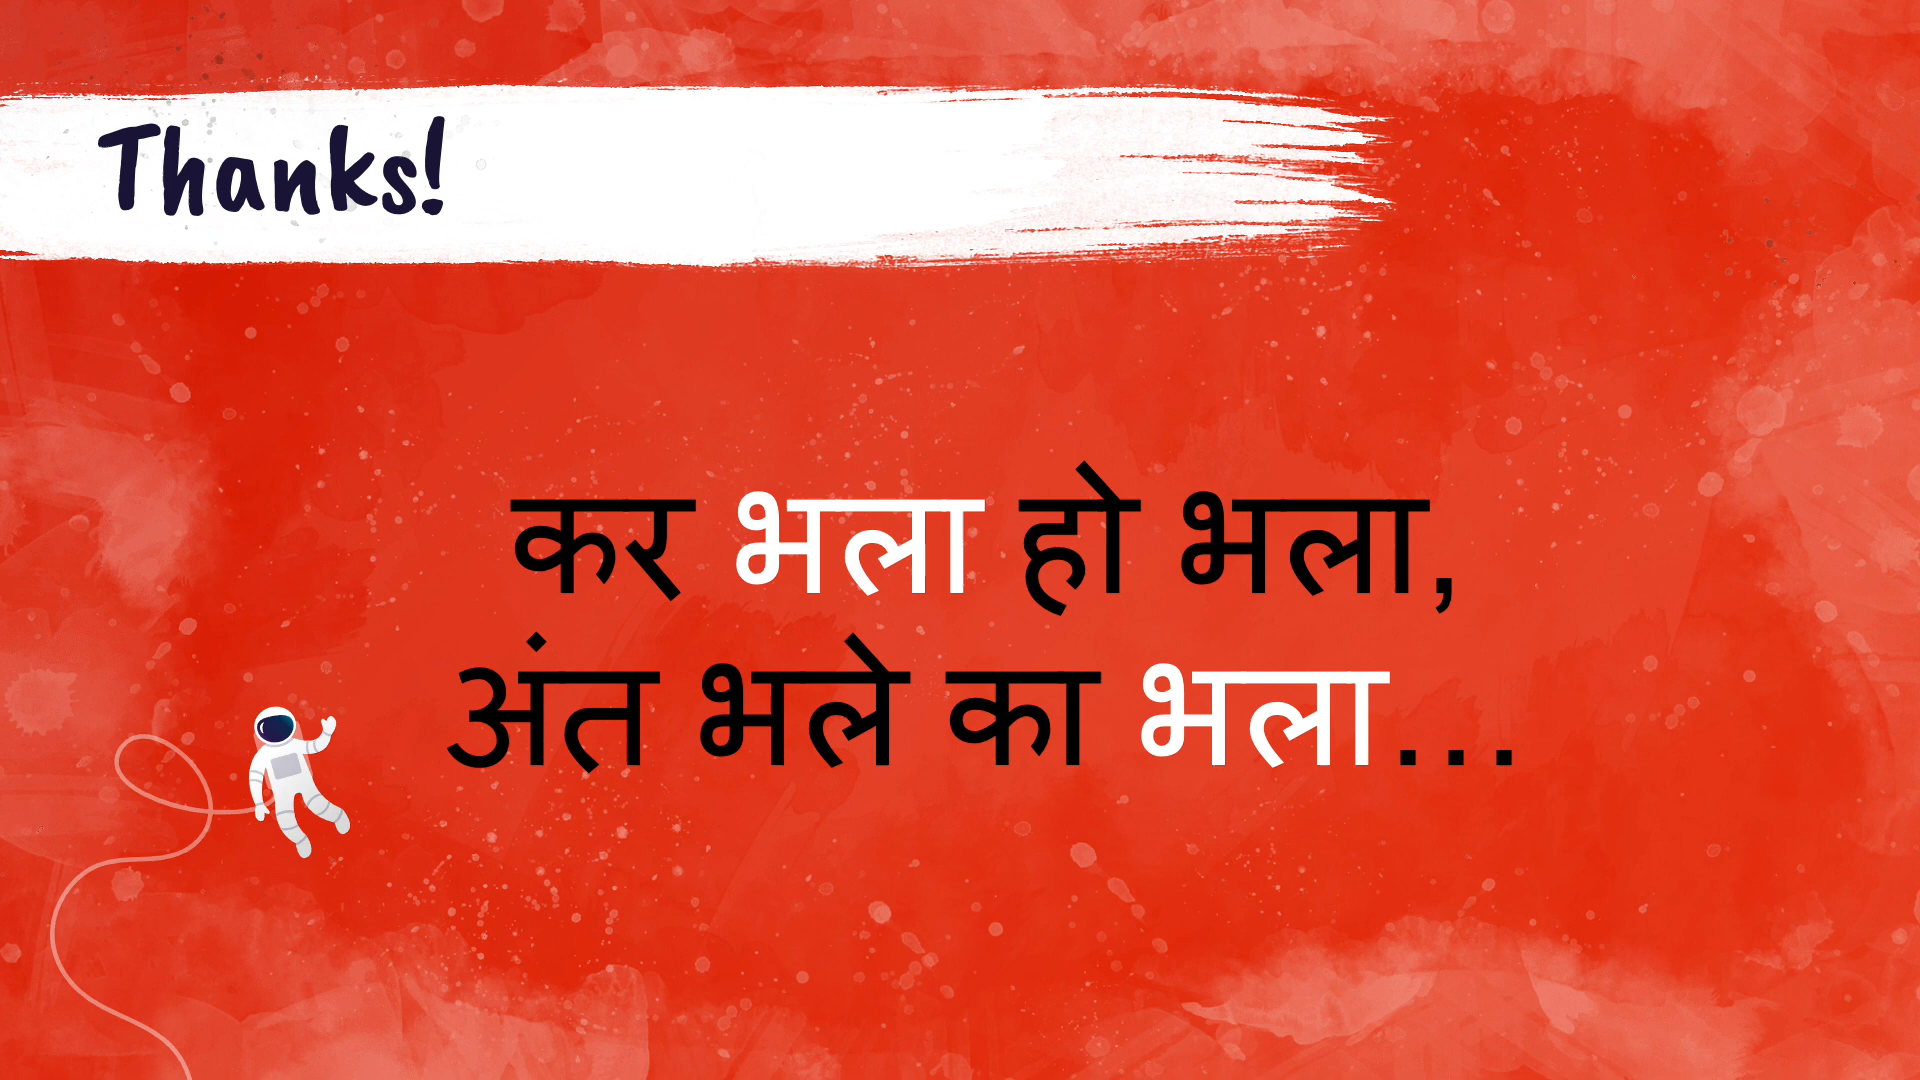 Thanks!
कर भला हो भला,
अंत भले का भला...